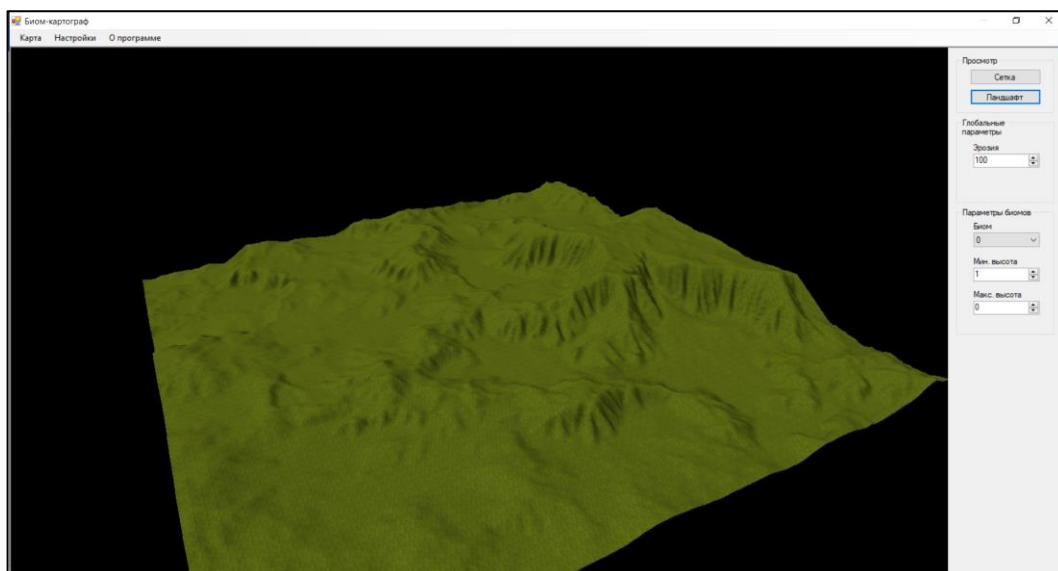 Биом-картограф
Карта Настройки О программе
Просмотр
Сетка
Пандшафт
Глобальные
параметры
Эрозия
100
Параметры биомов
Биом
0
Мин. высота
1
Макс. высота
0